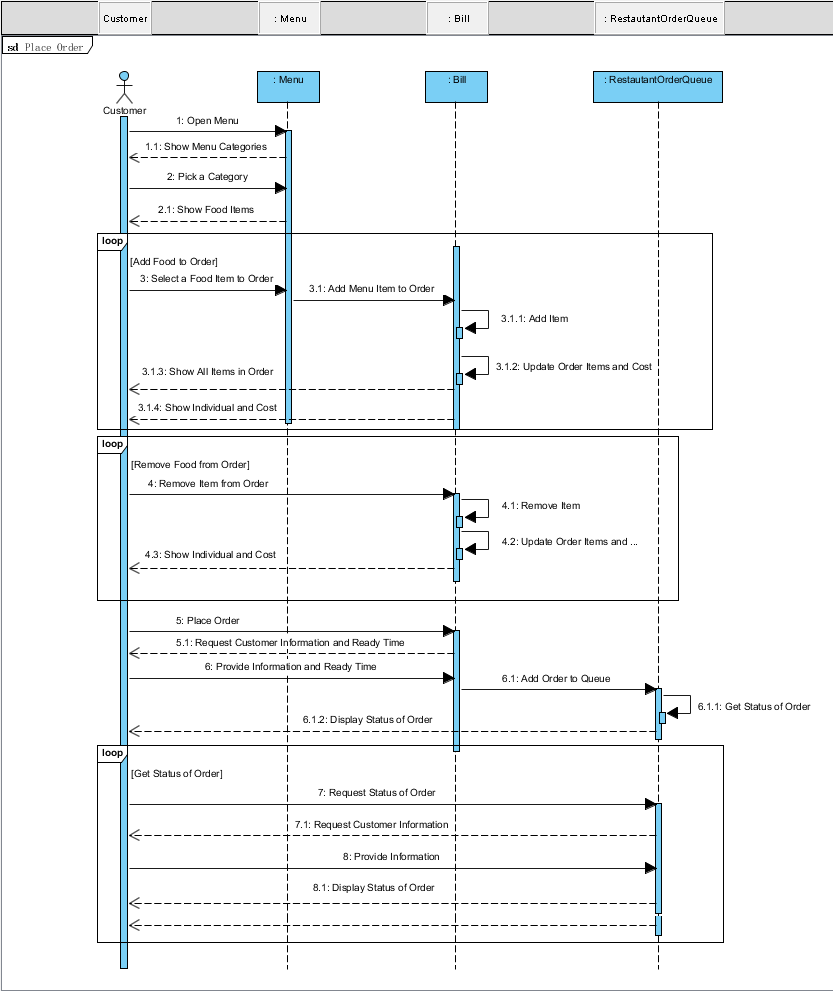 Customer
: Menu
: Bill
: RestautantOrderQueue
sd Place Order
: Menu
: Bill
: RestautantOrderQueue
Customer
1: Open Menu
1.1: Show Menu Categories
2: Pick a Category
2.1: Show Food Items
loop
[Add Food to Order]
3: Select a Food Item to Order
3.1: Add Menu Item to Order
3.1.1: Add Item
3.1.2: Update Order Items and Cost
3.1.3: Show All Items in Order
3.1.4: Show Individual and Cost
loop
[Remove Food from Order]
4: Remove Item from Order
4.1: Remove Item
4.2: Update Order Items and ...
4.3: Show Individual and Cost
5: Place Order
5.1: Request Customer Information and Ready Time
6: Provide Information and Ready Time
6.1: Add Order to Queue
6.1.1: Get Status of Order
6.1.2: Display Status of Order
loop
[Get Status of Order]
7: Request Status of Order
7.1: Request Customer Information
8: Provide Information
8.1: Display Status of Order